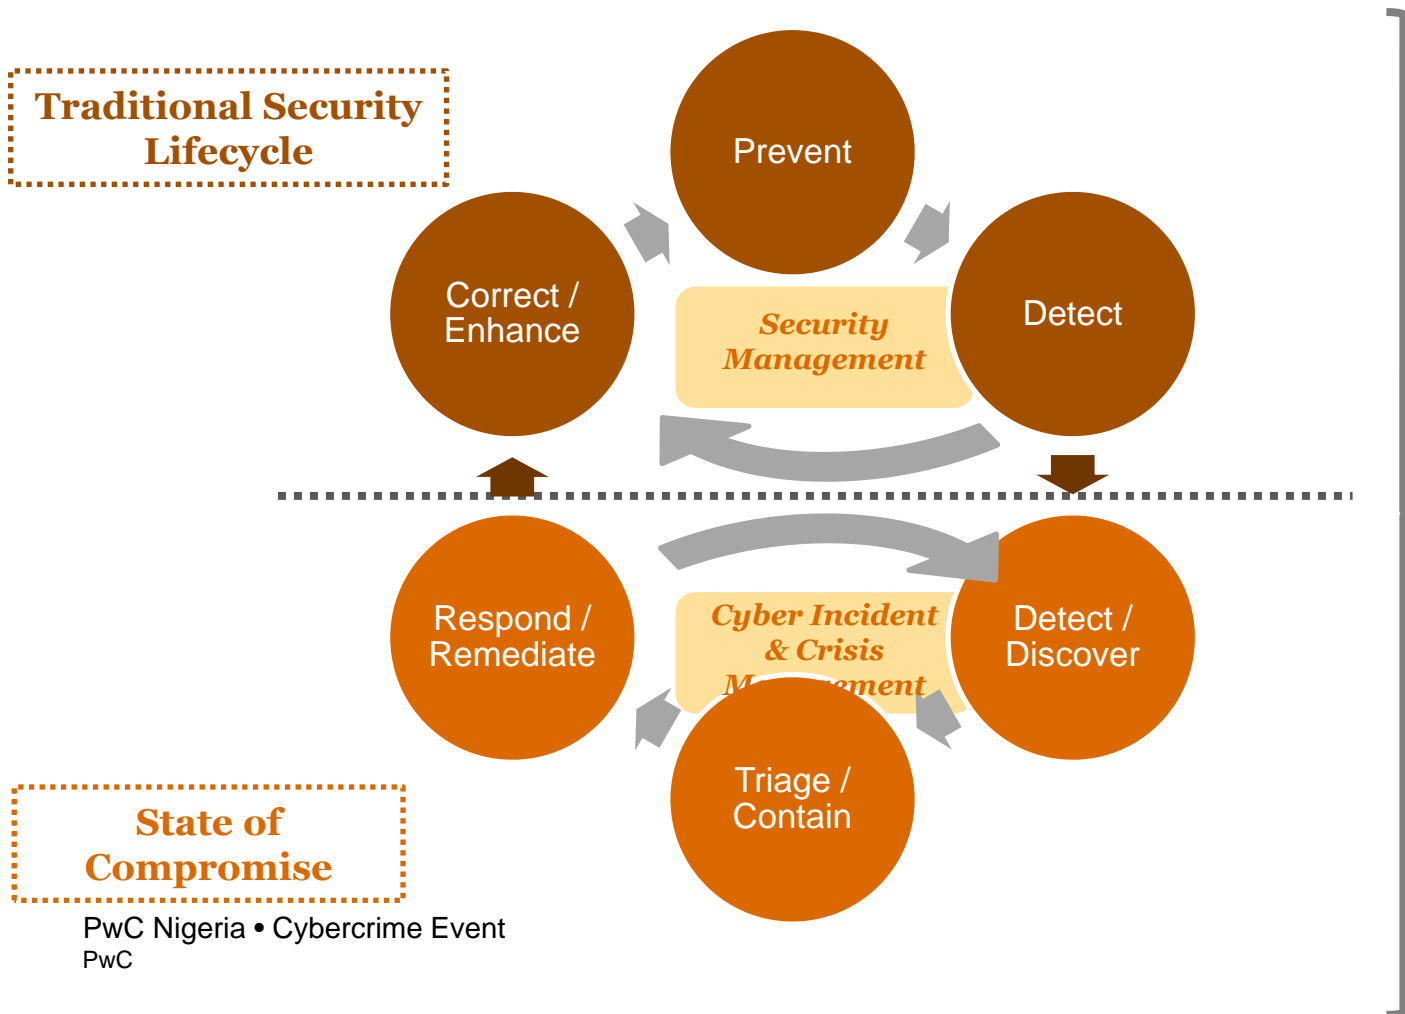 Traditional Security
Lifecycle
Prevent
Correct /
Enhance
Security
Management
Detect
Respond /
Remediate
Cyber Incident
& Crisis
Management
Detect /
Discover
Triage /
Contain
State of
Compromise
PwC Nigeria • Cybercrime Event
PwC